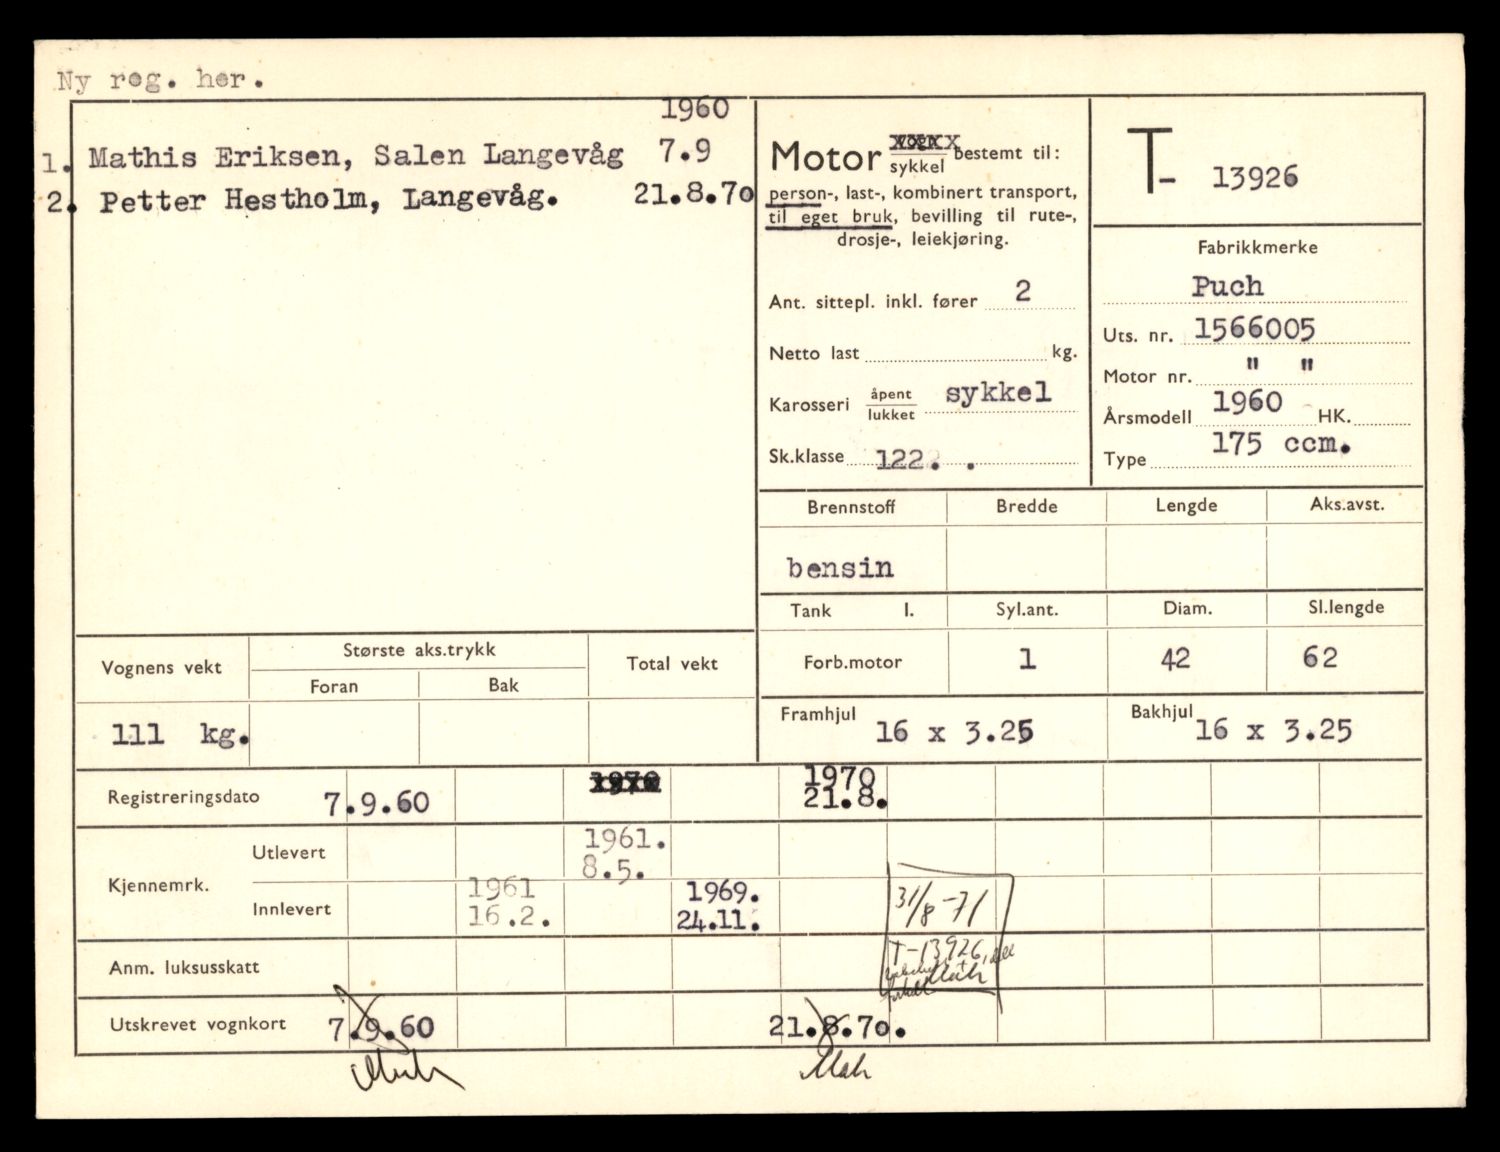 Ny reg. her.
1960
1. Mathis Eriksen, Salen Langevåg 7.9
2. Petter Hestholm, Langevåg. 21.8.70
Motor sykkel bestemt til:
person-, last-, kombinert transport,
til eget bruk, bevilling til rute-,
drosje-, leiekjøring.
Ant. sittepl. inkl. fører 2
Netto last kg.
Karosseri åpent lukket sykkel
Sk.klasse 122. .
T- 13926
Fabrikkmerke
Puch
Uts. nr. 1566005
Motor nr. " "
Årsmodell 1960 HK.
Type 175 ccm.
Brennstoff Bredde Lengde Aks.avst.
bensin
Tank l. Syl.ant. Diam. Sl.lengde
Forb.motor 1 42 62
Framhjul 16 x 3.25 Bakhjul 16 x 3.25
Vognens vekt Største aks.trykk Total vekt
Foran Bak
111 kg.
1970 1970
Registreringsdato 7.9.60 21.8.
Kjennemrk.
Utlevert 1961. 8.5.
Innlevert 1961 16.2. 1969. 24.11.
31/8-71
T-13926,
Anm. luksusskatt
Utskrevet vognkort 7.9.60 21.8.70.